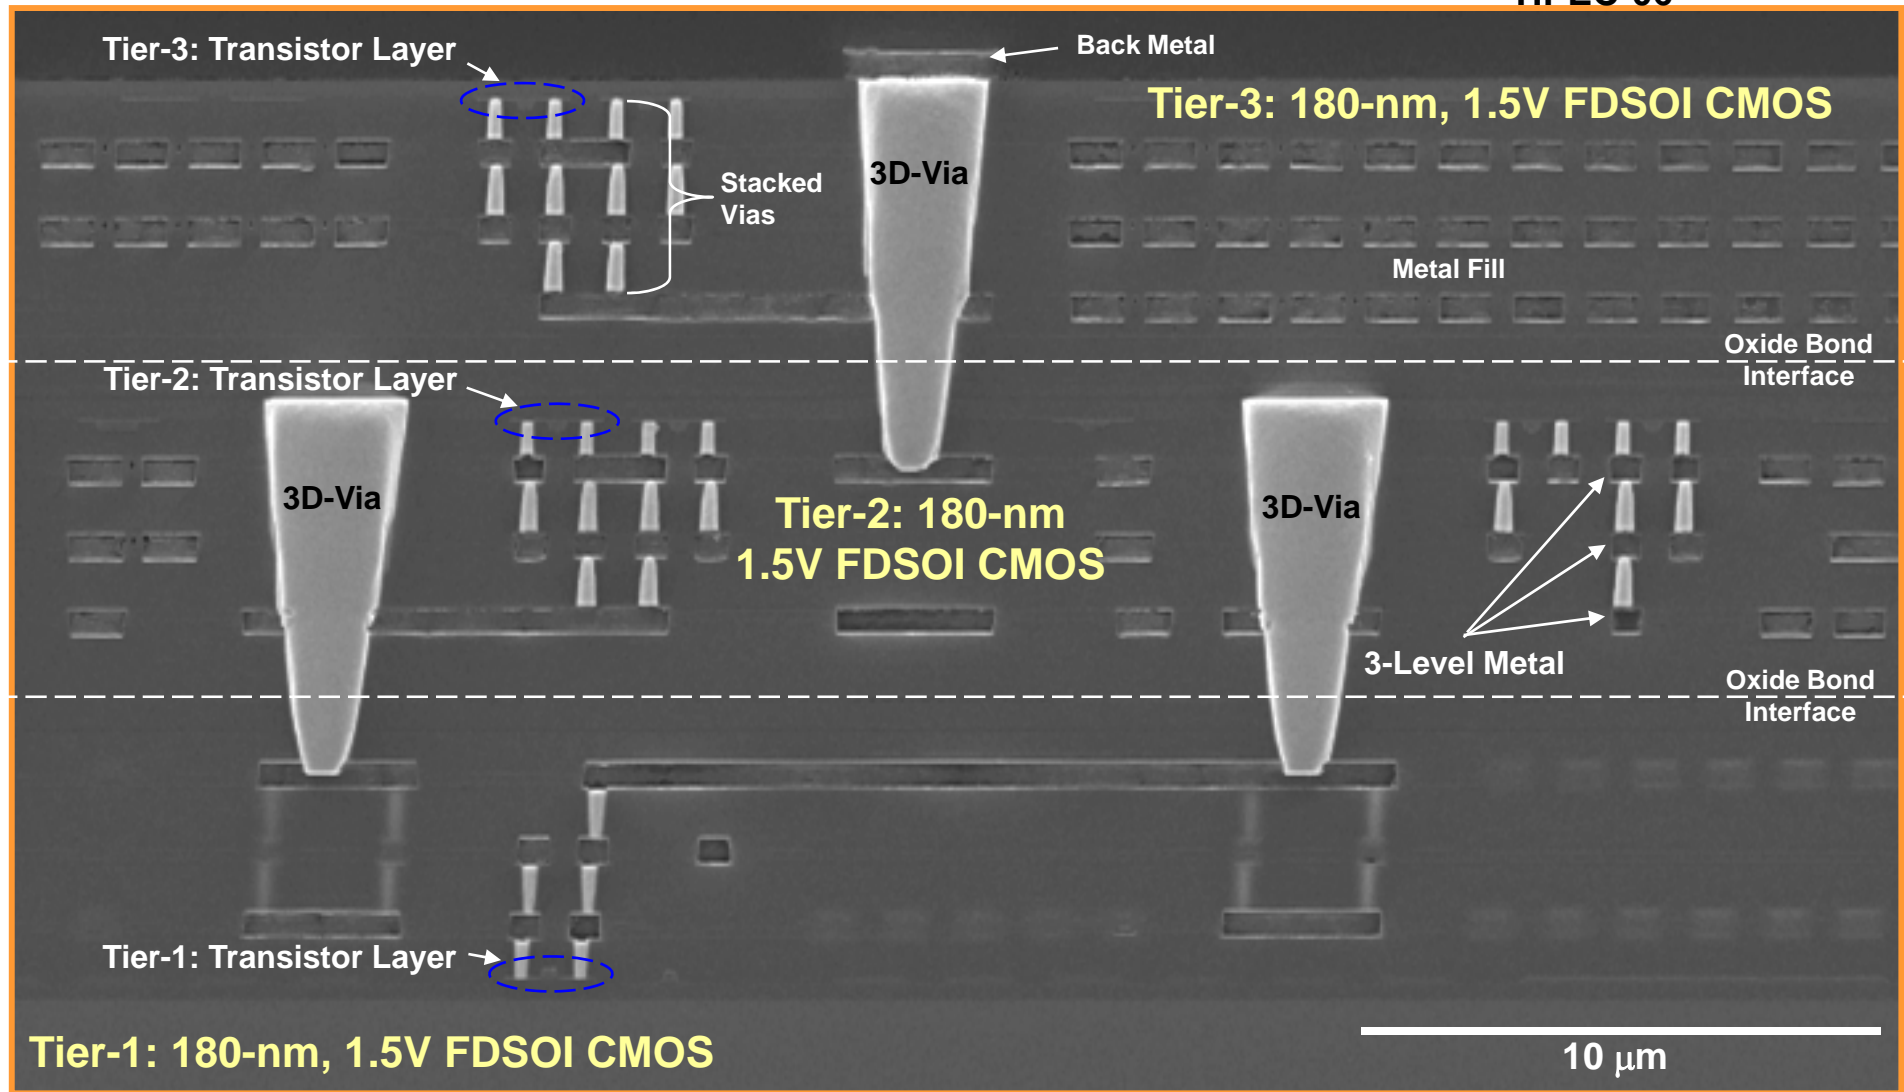 Tier-3: Transistor Layer
Back Metal
Tier-3: 180-nm, 1.5V FDSOI CMOS
3D-Via
Stacked
Vias
Metal Fill
Oxide Bond
Interface
Tier-2: Transistor Layer
3D-Via
3D-Via
Tier-2: 180-nm
1.5V FDSOI CMOS
3-Level Metal
Oxide Bond
Interface
Tier-1: Transistor Layer
Tier-1: 180-nm, 1.5V FDSOI CMOS
10 μm